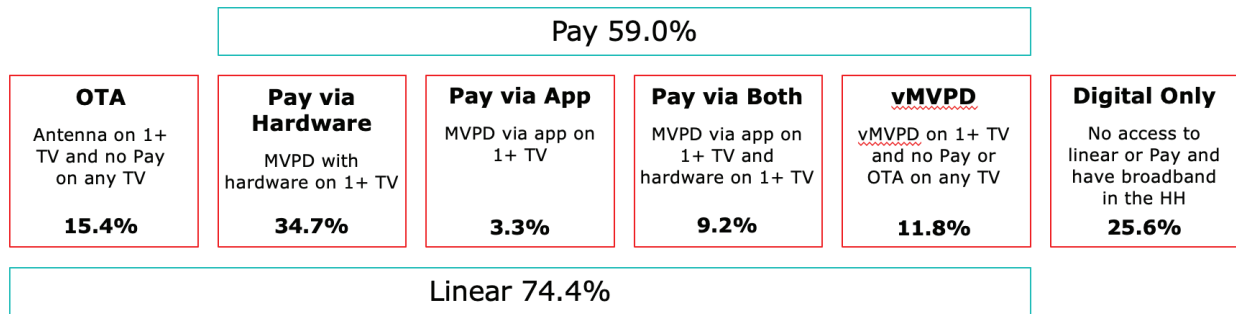 Pay 59.0%
OTA
Antenna on 1+
TV and no Pay
on any TV
15.4%
Pay via
Hardware
MVPD with
hardware on 1+ TV
34.7%
Pay via App
MVPD via app on
1+ TV
3.3%
Pay via Both
MVPD via app on
1+ TV and
hardware on 1+ TV
9.2%
vMVPD
vMVPD on 1+ TV
and no Pay or
OTA on any TV
11.8%
Digital Only
No access to
linear or Pay and
have broadband
in the HH
25.6%
Linear 74.4%